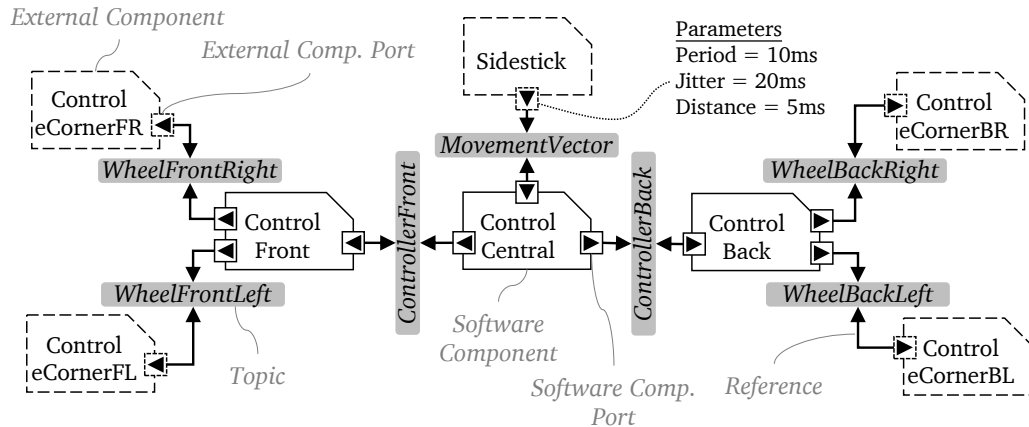 External Component
External Comp. Port
Control
eCornerFR
WheelFrontRight
Control
Front
WheelFrontLeft
Control
eCornerFL
Topic
ControllerFront
Sidestick
Parameters
Period = 10ms
Jitter = 20ms
Distance = 5ms
MovementVector
Control
Central
Software
Component
ControllerBack
Software Comp.
Port
Control
eCornerBR
WheelBackRight
Control
Back
WheelBackLeft
Reference
Control
eCornerBL